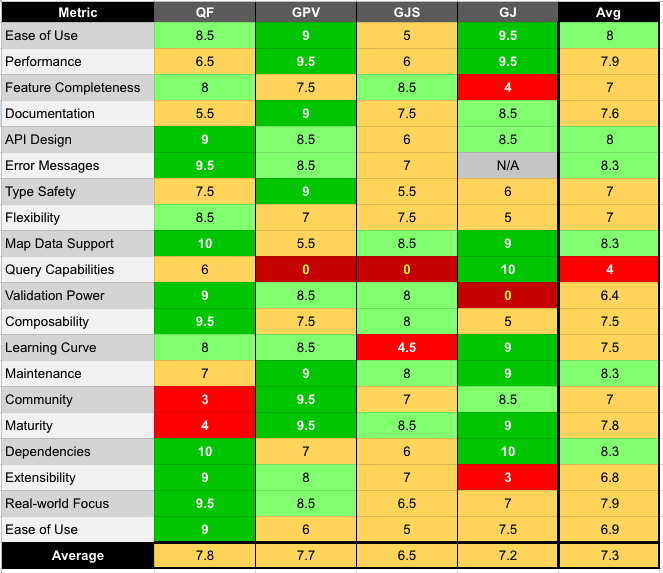 Metric QF GPV GJS GJ Avg
Ease of Use 8.5 9 5 9.5 8
Performance 6.5 9.5 6 9.5 7.9
Feature Completeness 8 7.5 8.5 4 7
Documentation 5.5 9 7.5 8.5 7.6
API Design 9 8.5 6 8.5 8
Error Messages 9.5 8.5 7 N/A 8.3
Type Safety 7.5 9 5.5 6 7
Flexibility 8.5 7 7.5 5 7
Map Data Support 10 5.5 8.5 9 8.3
Query Capabilities 6 0 0 10 4
Validation Power 9 8.5 8 0 6.4
Composability 9.5 7.5 8 5 7.5
Learning Curve 8 8.5 4.5 9 7.5
Maintenance 7 9 8 9 8.3
Community 3 9.5 7 8.5 7
Maturity 4 9.5 8.5 9 7.8
Dependencies 10 7 6 10 8.3
Extensibility 9 8 7 3 6.8
Real-world Focus 9.5 8.5 6.5 7 7.9
Ease of Use 9 6 5 7.5 6.9
Average 7.8 7.7 6.5 7.2 7.3